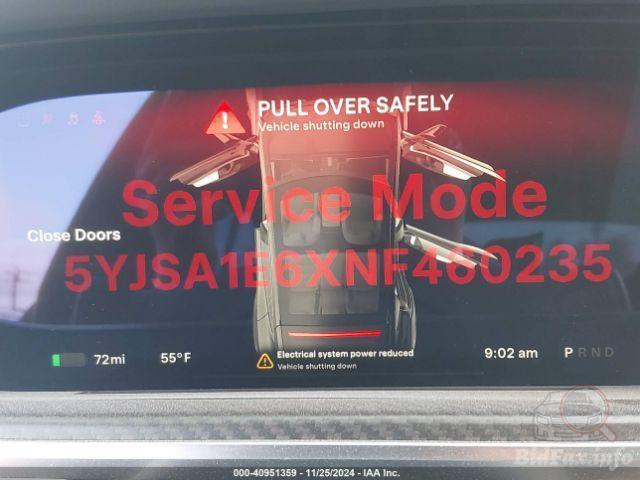 PULL OVER SAFELY
Vehicle shutting down
Service Mode
Close Doors
5YJSA1E6XNF460235
72mi
55°F
Electrical system power reduced
Vehicle shutting down
9:02 am
P R N D
000-40951359 - 11/25/2024 - IAA Inc.
BidFax.info